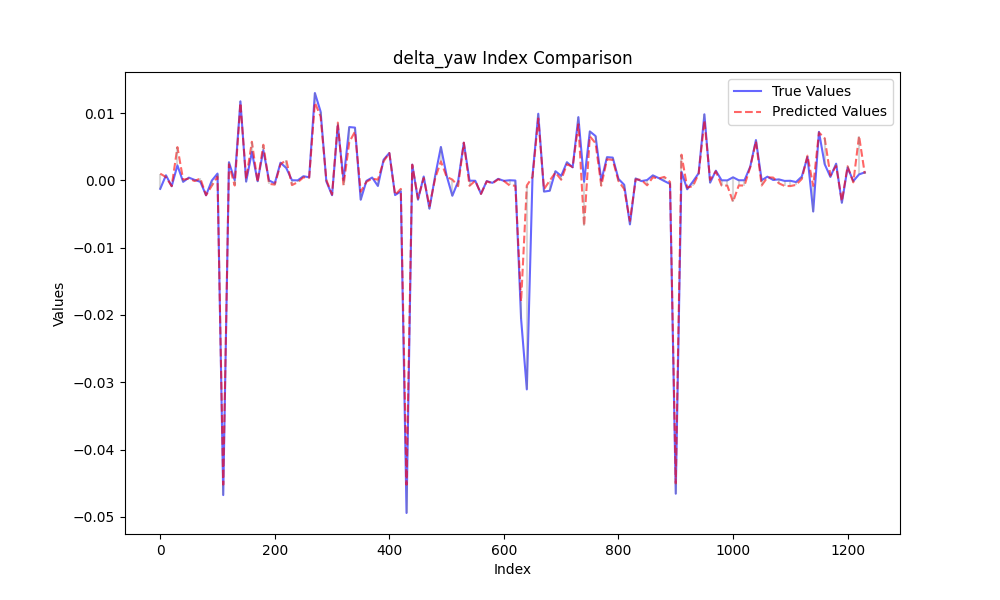 delta_yaw Index Comparison
True Values
Predicted Values
0.01
0.00
−0.01
−0.02
−0.03
−0.04
−0.05
Values
0 200 400 600 800 1000 1200
Index